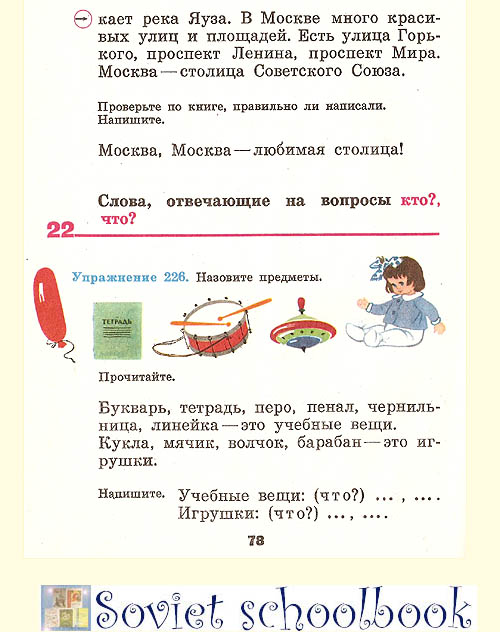 кает река Яуза. В Москве много краси-
вых улиц и площадей. Есть улица Горь-
кого, проспект Ленина, проспект Мира.
Москва — столица Советского Союза.
Проверьте по книге, правильно ли написали.
Напишите.
Москва, Москва — любимая столица!
Слова, отвечающие на вопросы кто?,
что?
22
Упражнение 226. Назовите предметы.
ТЕТРАДЬ
Прочитайте.
Букварь, тетрадь, перо, пенал, черниль-
ница, линейка — это учебные вещи.
Кукла, мячик, волчок, барабан — это иг-
рушки.
Напишите. Учебные вещи: (что?) ... , ....
Игрушки: (что?) ..., ....
78
Soviet schoolbook